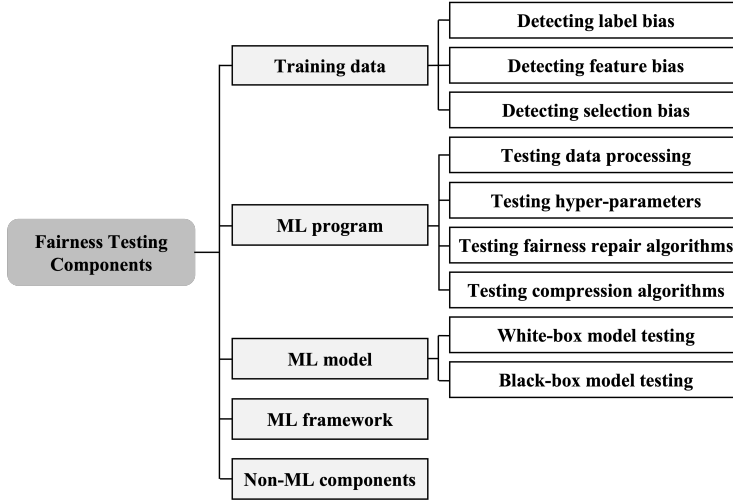 Fairness Testing
Components
Training data
Detecting label bias
Detecting feature bias
Detecting selection bias
ML program
Testing data processing
Testing hyper-parameters
Testing fairness repair algorithms
Testing compression algorithms
ML model
White-box model testing
Black-box model testing
ML framework
Non-ML components